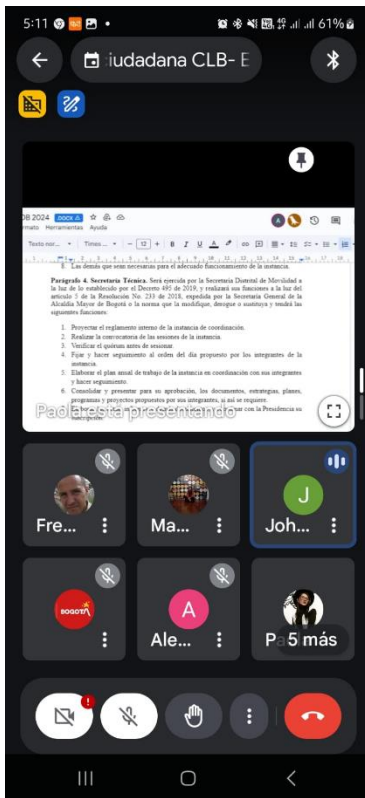 5:11
4G
61%
iudadana CLB- E
OB 2024 .DOCX
rmato Herramientas Ayuda
Texto nor... Times ... 12 B I U A
8. Las demás que sean necesarias para el adecuado funcionamiento de la instancia.
Parágrafo 4. Secretaría Técnica. Será ejercida por la Secretaría Distrital de Movilidad a
la luz de lo establecido por el Decreto 495 de 2019, y realizará sus funciones a la luz del
artículo 5 de la Resolución No. 233 de 2018, expedida por la Secretaría General de la
Alcaldía Mayor de Bogotá o la norma que la modifique, derogue o sustituya y tendrá las
siguientes funciones:
1. Proyectar el reglamento interno de la instancia de coordinación.
2. Realizar la convocatoria de las sesiones de la instancia.
3. Verificar el quórum antes de sesionar.
4. Fijar y hacer seguimiento al orden del día propuesto por los integrantes de la
instancia.
5. Elaborar el plan anual de trabajo de la instancia en coordinación con sus integrantes
y hacer seguimiento.
6. Consolidar y presentar para su aprobación, los documentos, estrategias, planes,
programas y proyectos propuestos por sus integrantes, si así se requiere.
con la Presidencia su
Paola está presentando
Fre...
Ma...
J
Joh...
BOGOTÁ
A
Ale...
P
5 más